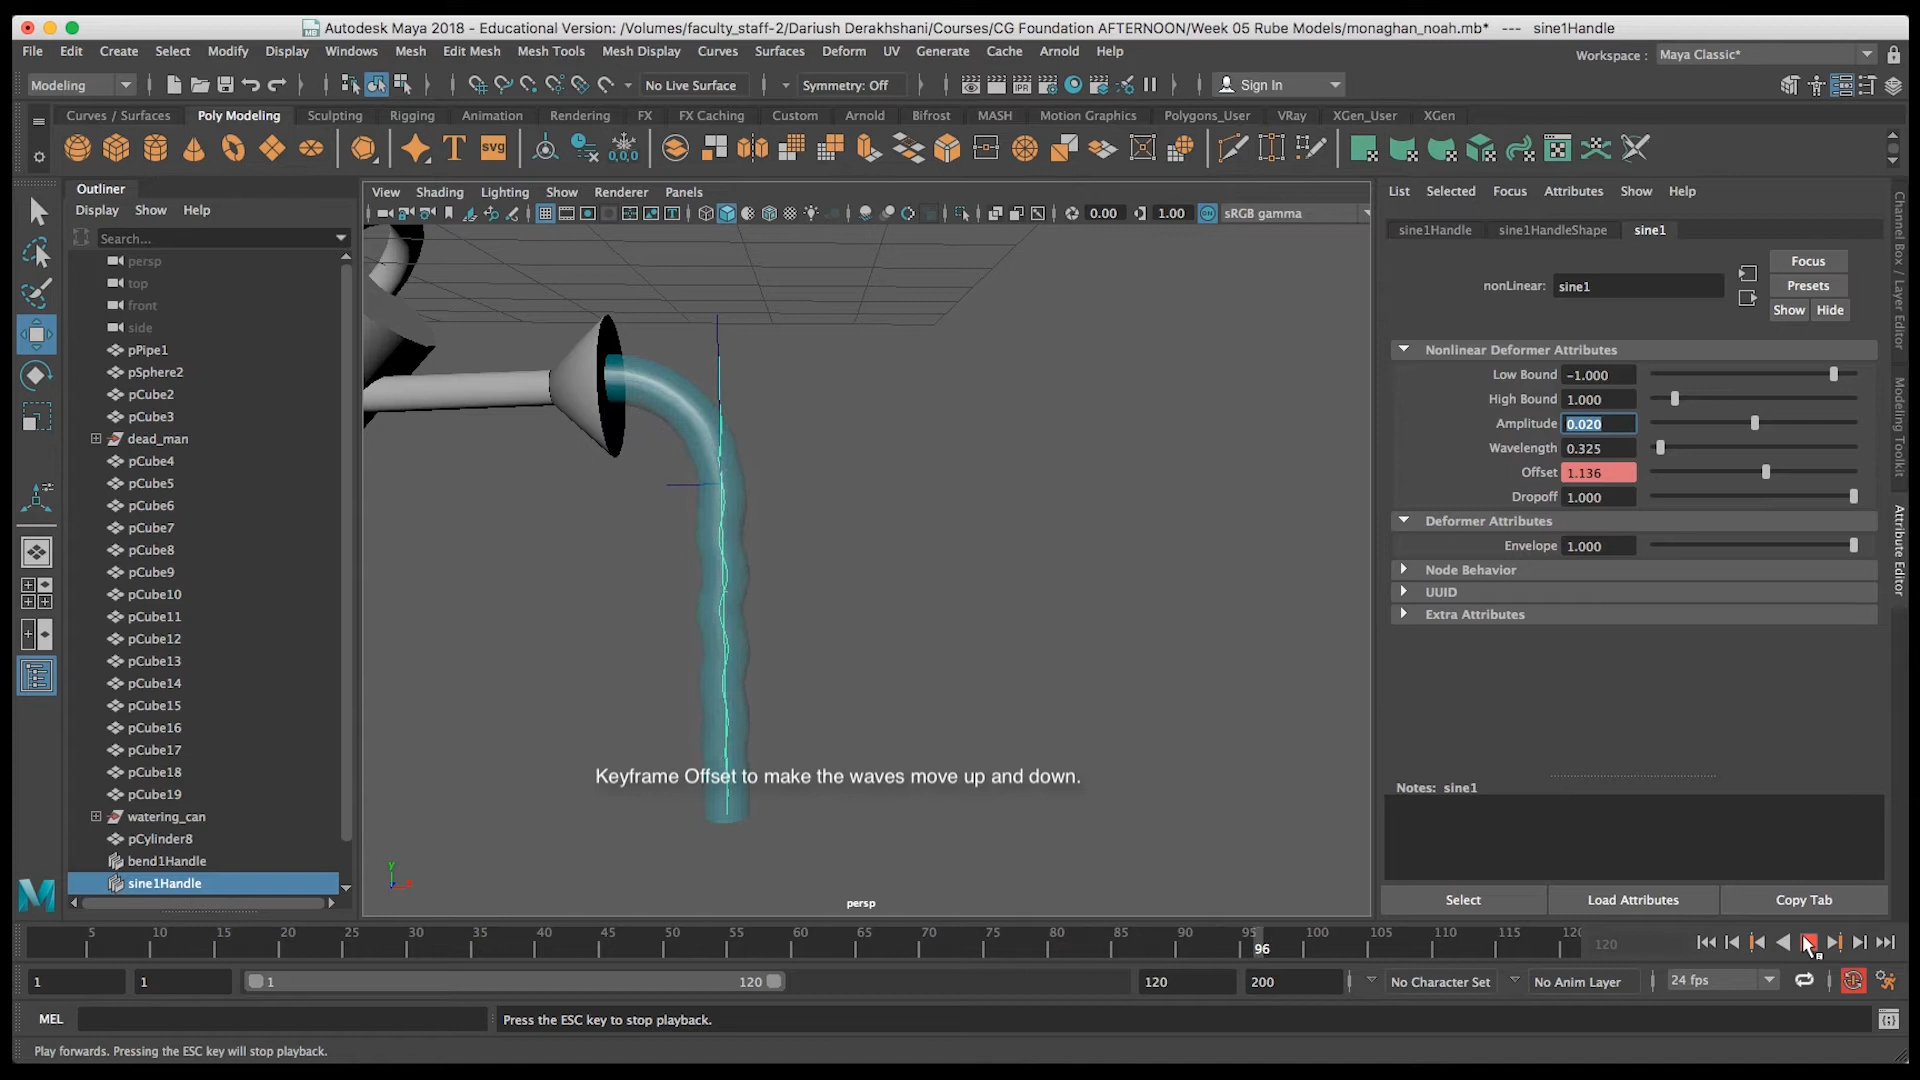 Autodesk Maya 2018 - Educational Version: /Volumes/faculty_staff-2/Dariush Derakhshani/Courses/CG Foundation AFTERNOON/Week 05 Rube Models/monaghan_noah.mb* --- sine1Handle
File Edit Create Select Modify Display Windows Mesh Edit Mesh Mesh Tools Mesh Display Curves Surfaces Deform UV Generate Cache Arnold Help
Workspace : Maya Classic*
Modeling No Live Surface Symmetry: Off Sign In
Curves / Surfaces Poly Modeling Sculpting Rigging Animation Rendering FX FX Caching Custom Arnold Bifrost MASH Motion Graphics Polygons_User VRay XGen_User XGen
T SVG 0,0,0
Outliner
Display Show Help
Search...
persp
top
front
side
pPipe1
pSphere2
pCube2
pCube3
dead_man
pCube4
pCube5
pCube6
pCube7
pCube8
pCube9
pCube10
pCube11
pCube12
pCube13
pCube14
pCube15
pCube16
pCube17
pCube18
pCube19
watering_can
pCylinder8
bend1Handle
sine1Handle
View Shading Lighting Show Renderer Panels
0.00 1.00 sRGB gamma
Keyframe Offset to make the waves move up and down.
y
persp
List Selected Focus Attributes Show Help
sine1Handle sine1HandleShape sine1
nonLinear: sine1
Focus
Presets
Show Hide
Nonlinear Deformer Attributes
Low Bound -1.000
High Bound 1.000
Amplitude 0.020
Wavelength 0.325
Offset 1.136
Dropoff 1.000
Deformer Attributes
Envelope 1.000
Node Behavior
UUID
Extra Attributes
Notes: sine1
Select Load Attributes Copy Tab
Channel Box / Layer Editor
Modeling Toolkit
Attribute Editor
5 10 15 20 25 30 35 40 45 50 55 60 65 70 75 80 85 90 95 100 105 110 115 120
96 120
1 1 1 120 120 200 No Character Set No Anim Layer 24 fps
MEL Press the ESC key to stop playback.
Play forwards. Pressing the ESC key will stop playback.